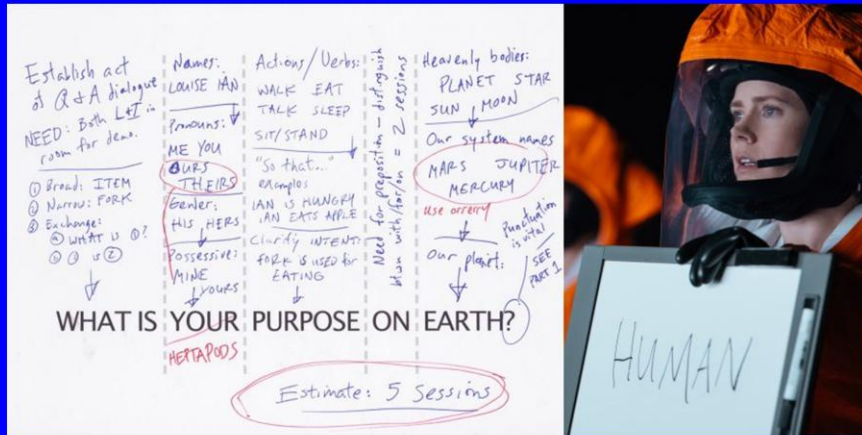 Establish act
of Q & A dialogue
NEED: Both L+I in
room for demo.
① Broad: ITEM
② Narrow: FORK
③ Exchange:
ⓐ WHAT IS ①?
ⓑ ① is ②
Names:
LOUISE IAN
Pronouns:
ME YOU
OURS
THEIRS
Gender:
HIS HERS
Possessive:
MINE
YOURS
Actions/Verbs:
WALK EAT
TALK SLEEP
SIT/STAND
"So that..."
examples
IAN IS HUNGRY
IAN EATS APPLE
Clarify INTENT:
FORK IS USED for
EATING
Need for preposition – distinguish
btwn with/for/on = 2 sessions
Heavenly bodies:
PLANET STAR
SUN MOON
Our system names
MARS JUPITER
MERCURY
Use orrery
Our planet:
Punctuation
is vital
SEE
PART 1
WHAT IS YOUR PURPOSE ON EARTH?
HEPTAPODS
Estimate: 5 Sessions
HUMAN